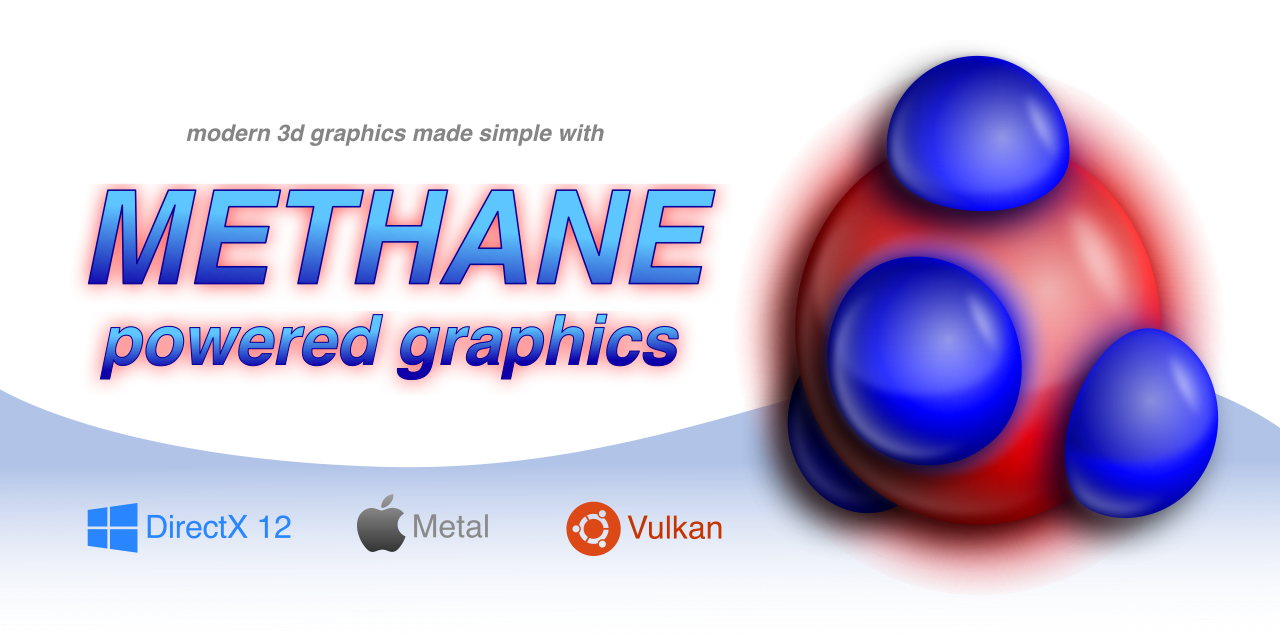 modern 3d graphics made simple with
METHANE
powered graphics
DirectX 12
Metal
Vulkan